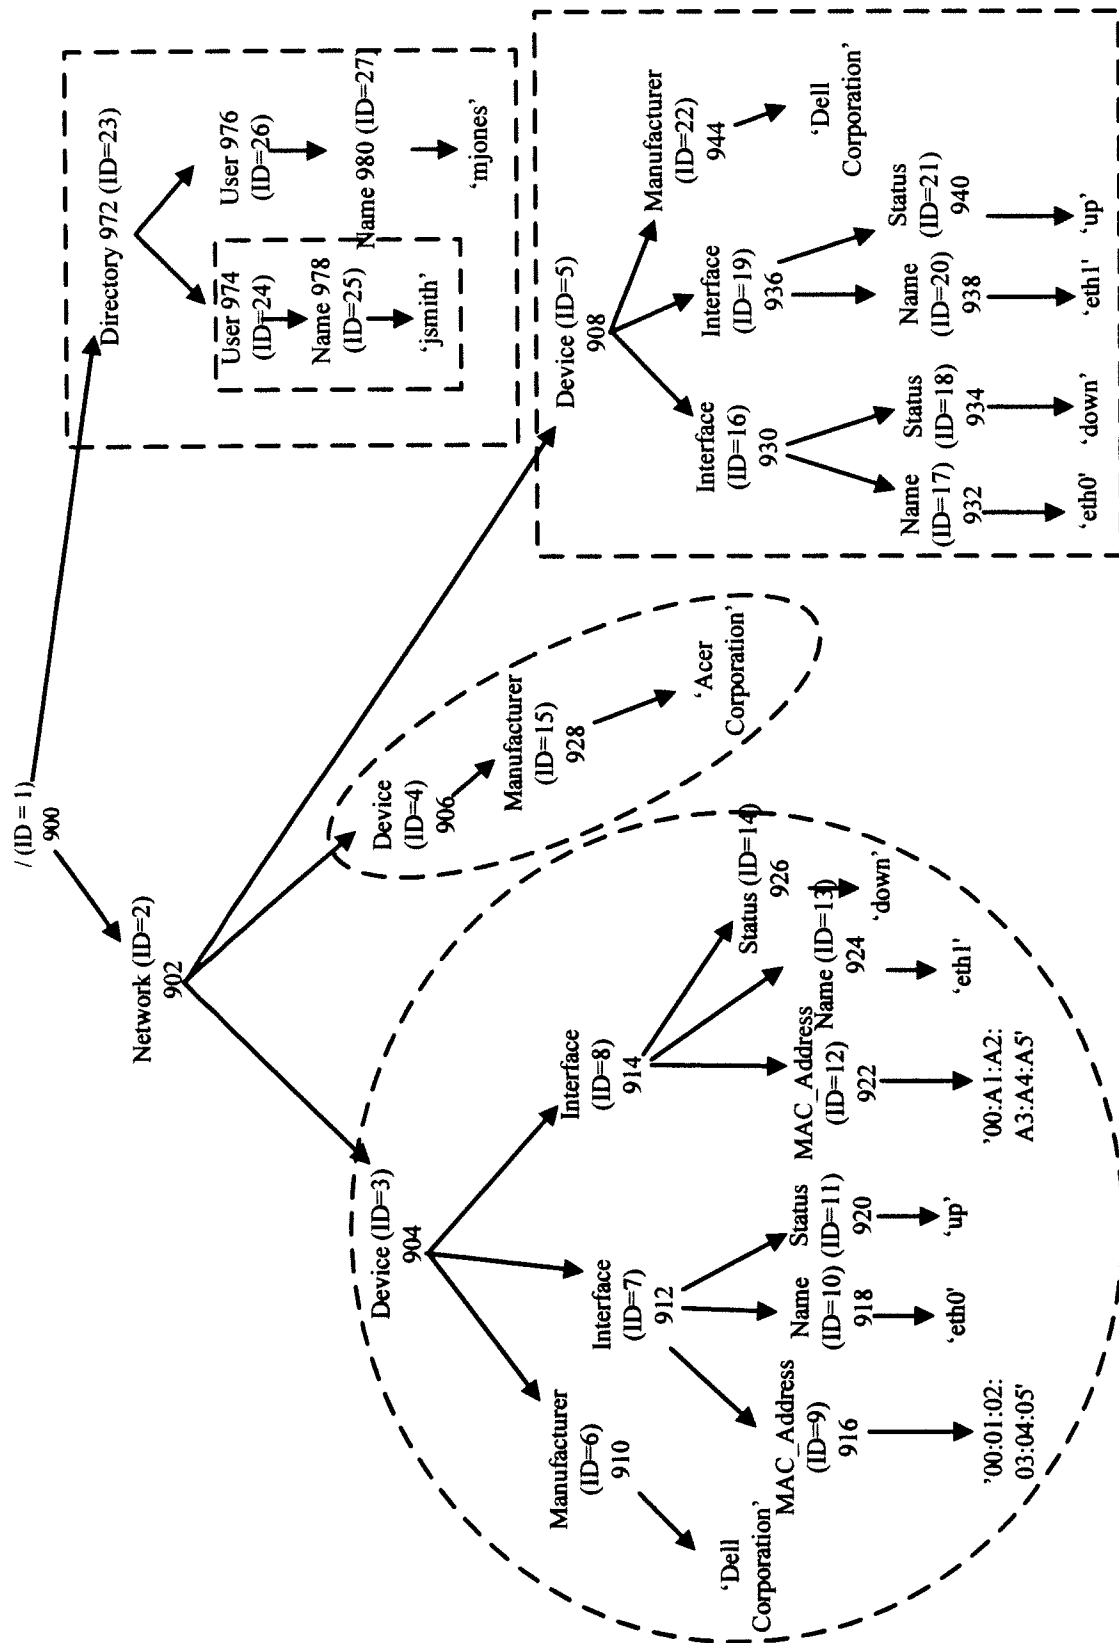 / (ID = 1)
900
Network (ID=2)
902
Directory 972 (ID=23)
User 974
(ID=24)
Name 978
(ID=25)
‘jsmith’
User 976
(ID=26)
Name 980 (ID=27)
‘mjones’
Device (ID=3)
904
Manufacturer
(ID=6)
910
‘Dell
Corporation’
Interface
(ID=7)
912
MAC_Address
(ID=9)
916
'00:01:02:
03:04:05'
Name
(ID=10)
918
‘eth0'
Status
(ID=11)
920
‘up’
Interface
(ID=8)
914
MAC_Address
(ID=12)
922
'00:A1:A2:
A3:A4:A5'
Name (ID=13)
924
‘eth1'
Status (ID=14)
926
‘down’
Device
(ID=4)
906
Manufacturer
(ID=15)
928
‘Acer
Corporation’
Device (ID=5)
908
Interface
(ID=16)
930
Name
(ID=17)
932
‘eth0'
Status
(ID=18)
934
‘down’
Interface
(ID=19)
936
Name
(ID=20)
938
‘eth1'
Status
(ID=21)
940
‘up’
Manufacturer
(ID=22)
944
‘Dell
Corporation’